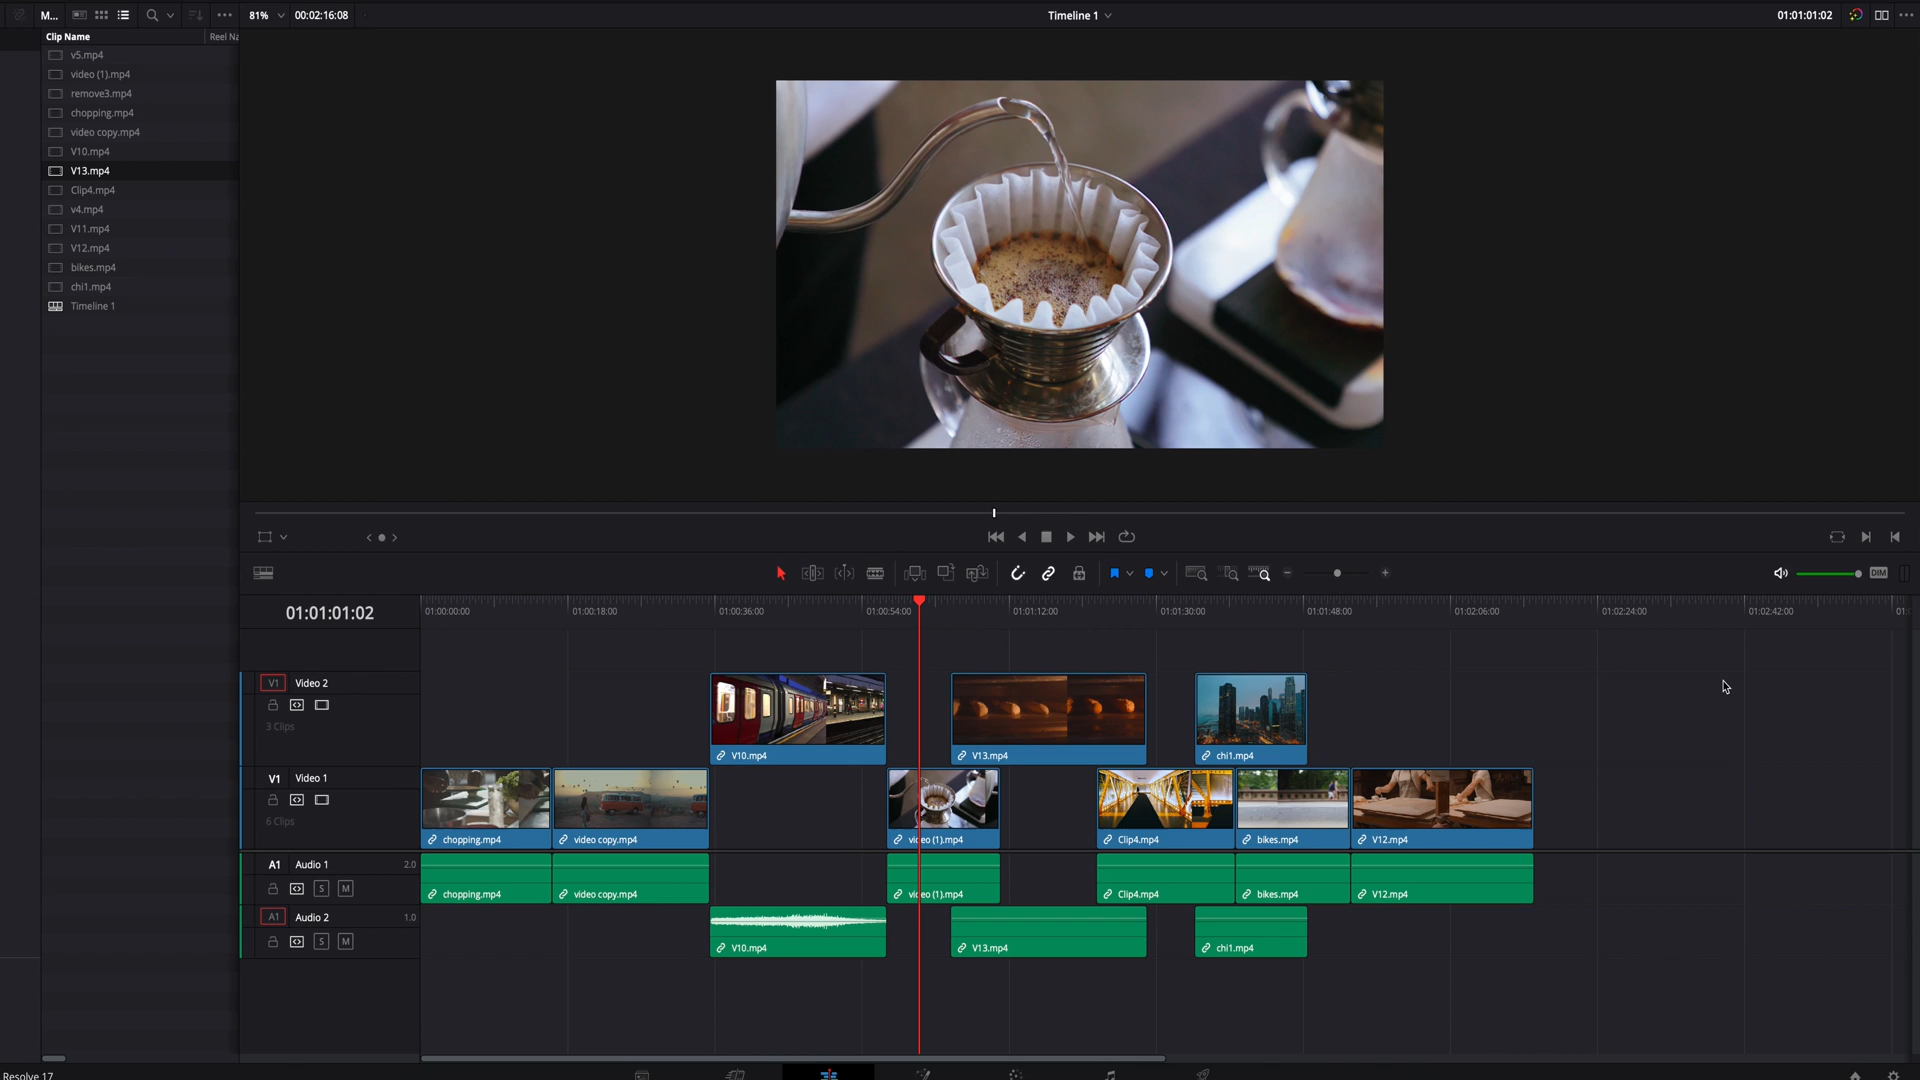 M...
81%
00:02:16:08
Timeline 1
01:01:01:02
Clip Name
Reel Na
v5.mp4
video (1).mp4
remove3.mp4
chopping.mp4
video copy.mp4
V10.mp4
V13.mp4
Clip4.mp4
v4.mp4
V11.mp4
V12.mp4
bikes.mp4
chi1.mp4
Timeline 1
DIM
01:01:01:02
01:00:00:00
01:00:18:00
01:00:36:00
01:00:54:00
01:01:12:00
01:01:30:00
01:01:48:00
01:02:06:00
01:02:24:00
01:02:42:00
01:
V1 Video 2
3 Clips
V10.mp4
V13.mp4
chi1.mp4
V1 Video 1
6 Clips
chopping.mp4
video copy.mp4
video (1).mp4
Clip4.mp4
bikes.mp4
V12.mp4
A1 Audio 1 2.0
S M
chopping.mp4
video copy.mp4
video (1).mp4
Clip4.mp4
bikes.mp4
V12.mp4
A1 Audio 2 1.0
S M
V10.mp4
V13.mp4
chi1.mp4
Resolve 17